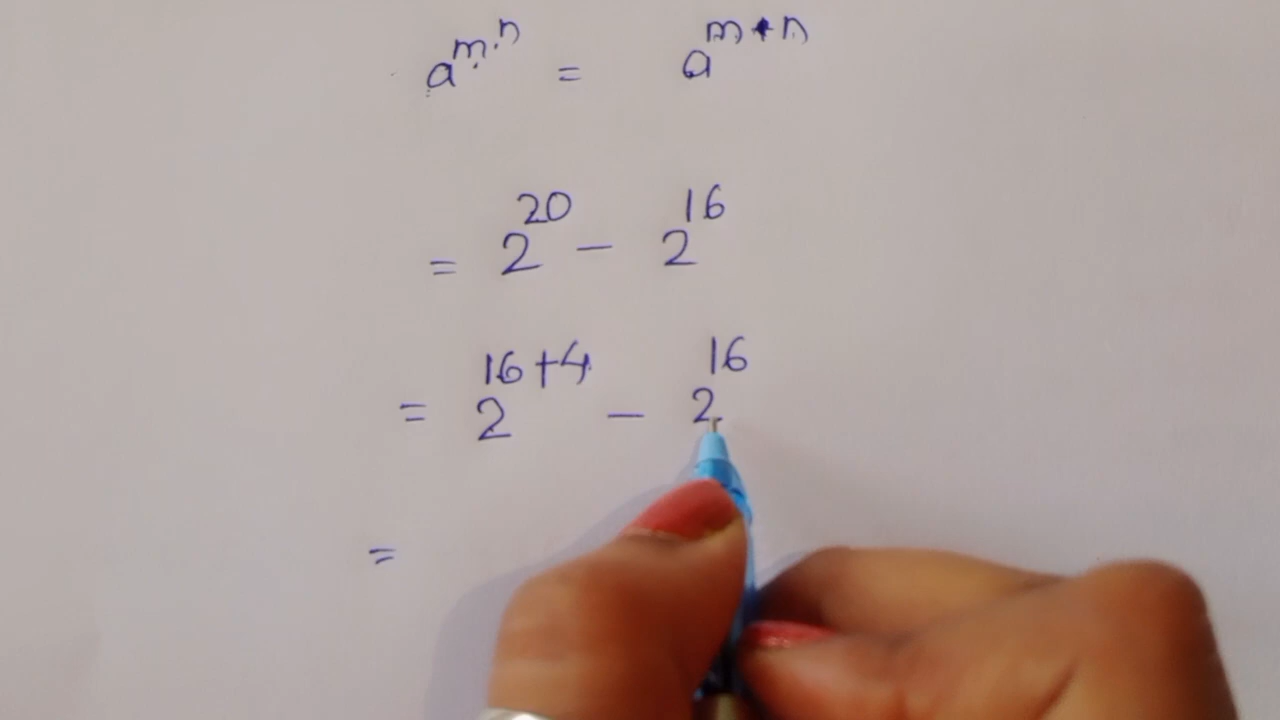 a^{m.n} = a^{m+n}
= 2^{20} - 2^{16}
= 2^{16+4} - 2^{16}
=